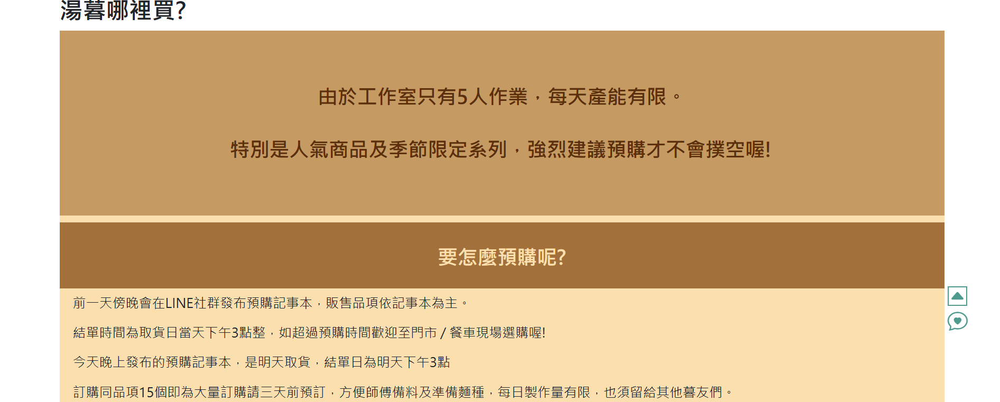 湯暮哪裡買?
由於工作室只有5人作業，每天產能有限。
特別是人氣商品及季節限定系列，強烈建議預購才不會撲空喔!
要怎麼預購呢?
前一天傍晚會在LINE社群發布預購記事本，販售品項依記事本為主。
結單時間為取貨日當天下午3點整，如超過預購時間歡迎至門市 / 餐車現場選購喔!
今天晚上發布的預購記事本，是明天取貨，結單日為明天下午3點
訂購同品項15個即為大量訂購請三天前預訂，方便師傅備料及準備麵種，每日製作量有限，也須留給其他暮友們。